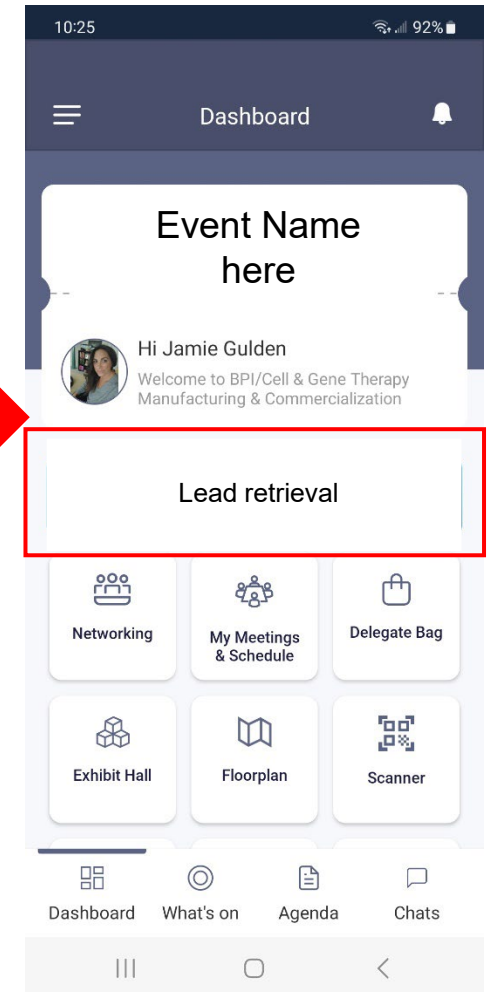 10:25 92%
Dashboard
Event Name
here
Hi Jamie Gulden
Welcome to BPI/Cell & Gene Therapy
Manufacturing & Commercialization
Lead retrieval
Networking My Meetings Delegate Bag
& Schedule
Exhibit Hall Floorplan Scanner
Dashboard What's on Agenda Chats